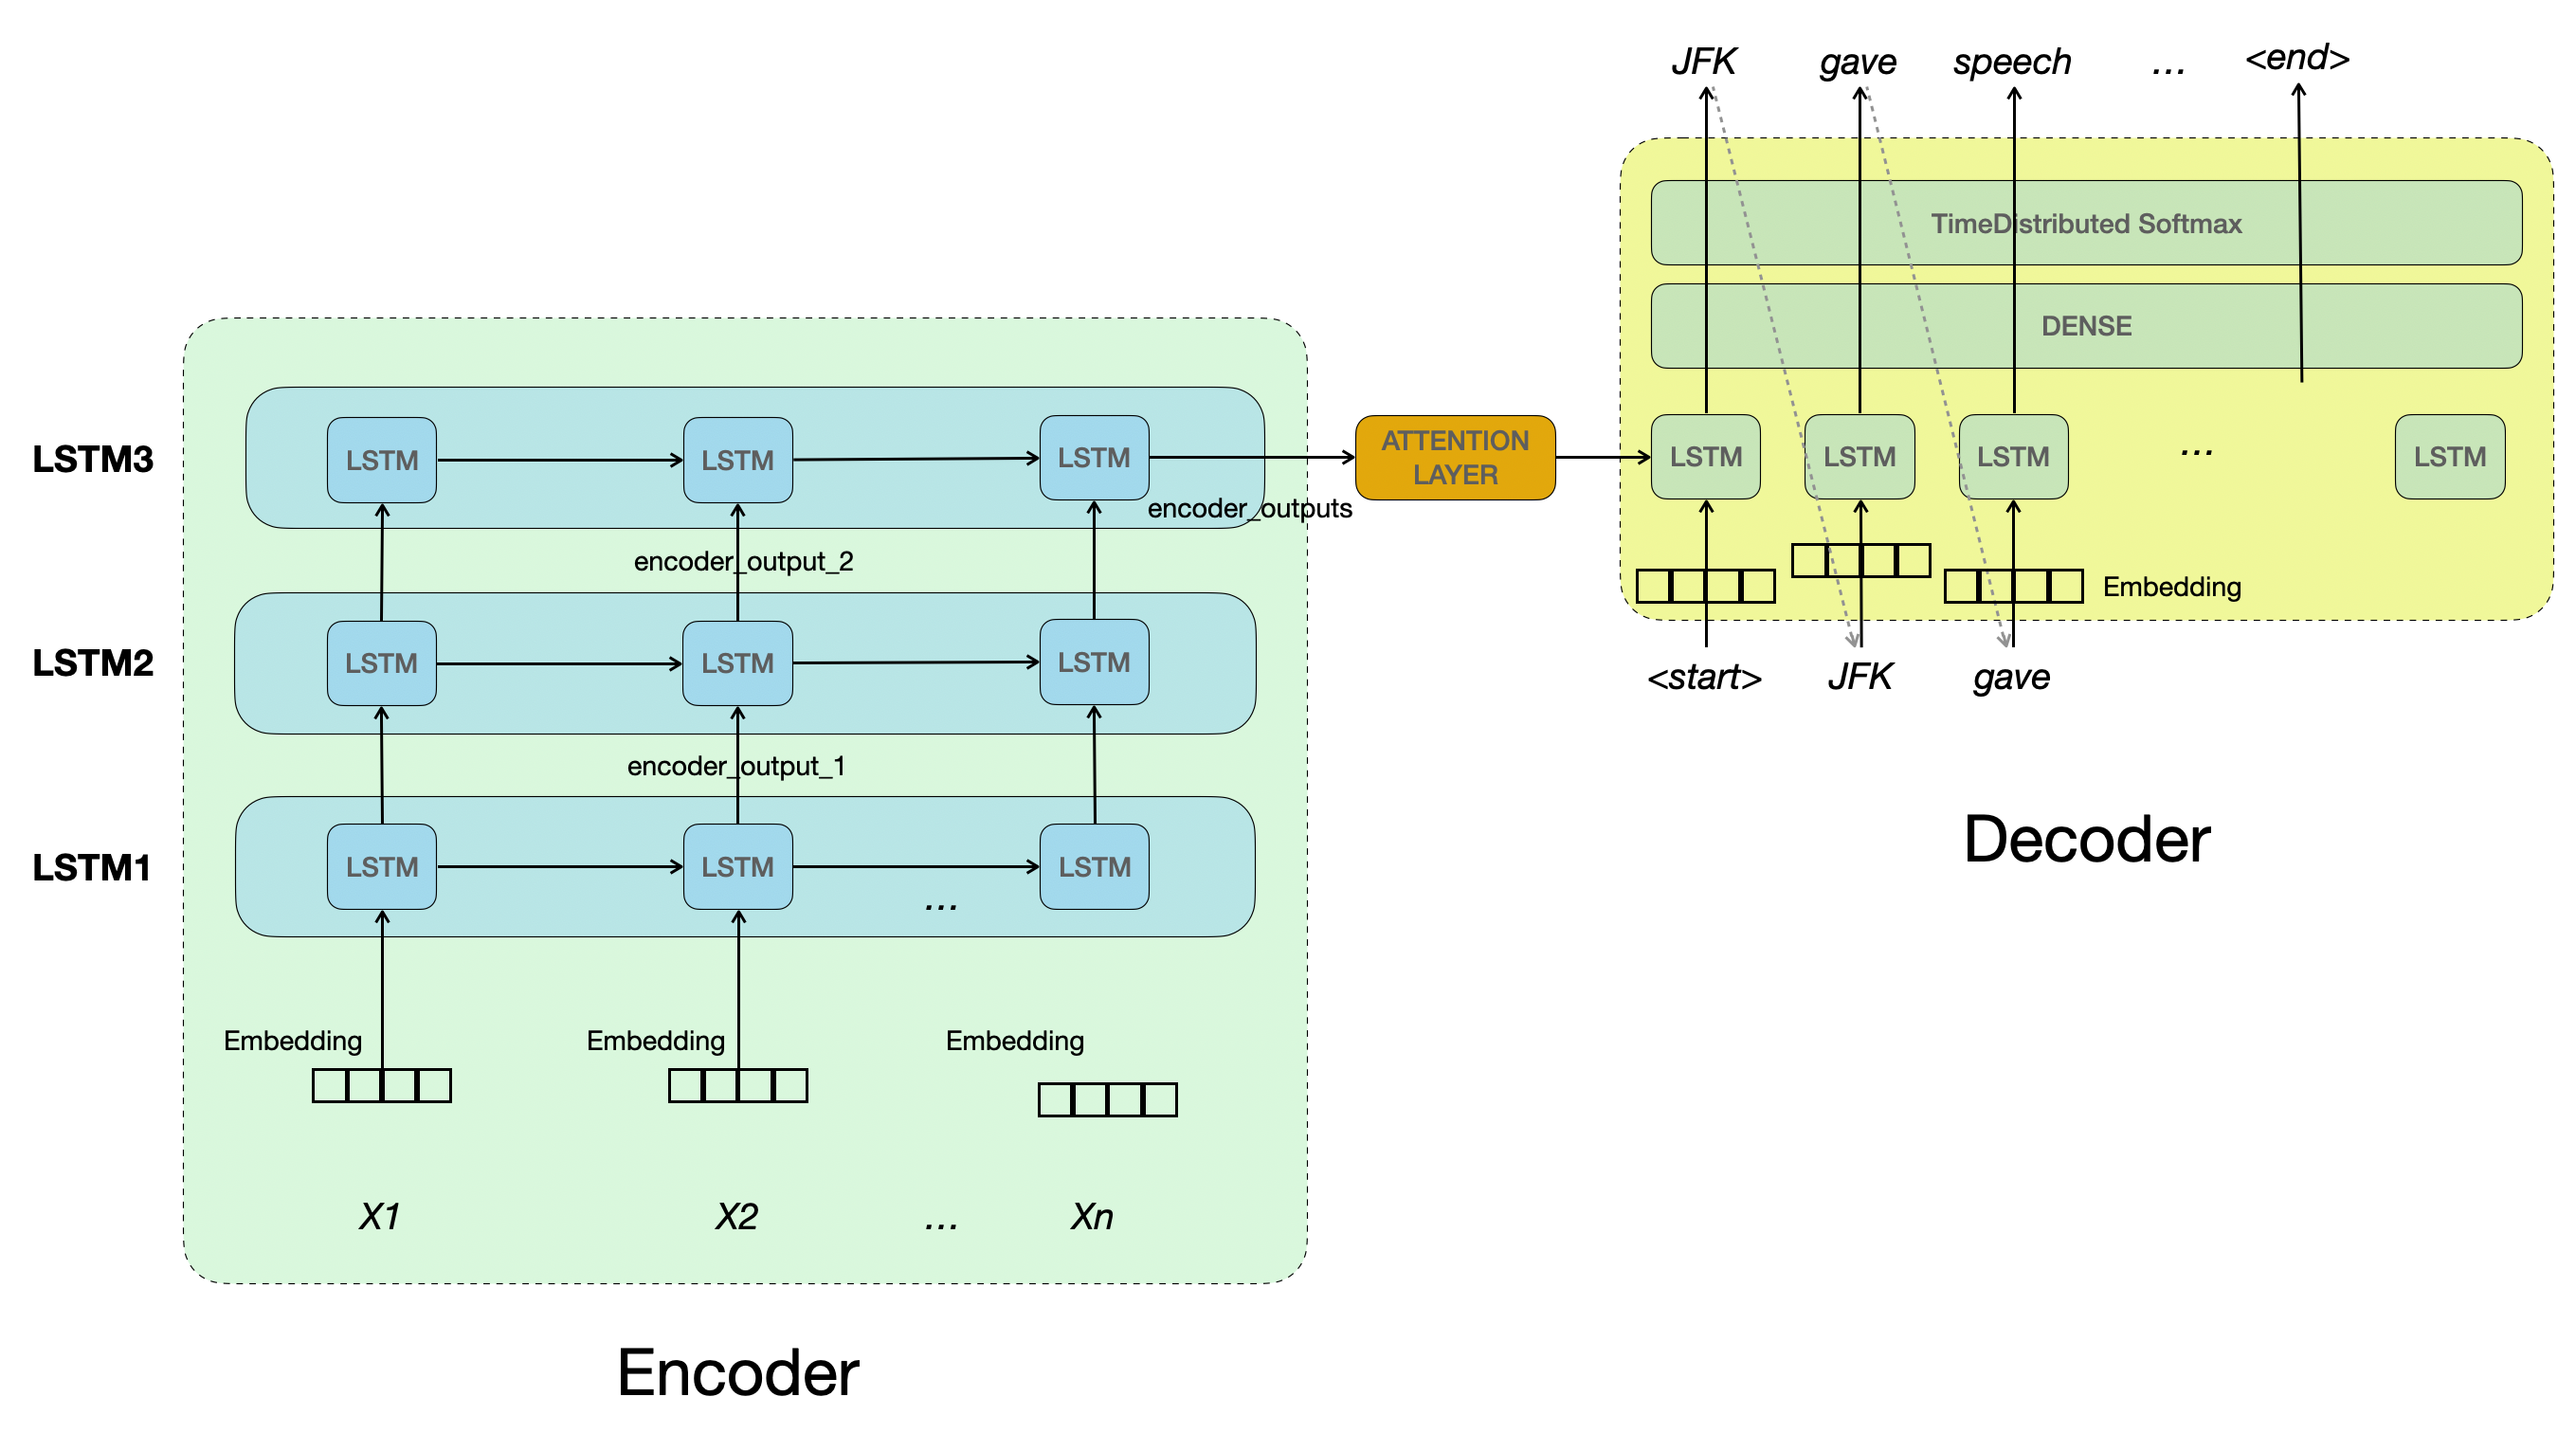 JFK gave speech ... <end>
TimeDistributed Softmax
DENSE
LSTM3
LSTM LSTM LSTM
ATTENTION
LAYER
LSTM LSTM LSTM ... LSTM
encoder_outputs
encoder_output_2
Embedding
LSTM2
LSTM LSTM LSTM
<start> JFK gave
encoder_output_1
Decoder
LSTM1
LSTM LSTM LSTM
...
Embedding Embedding Embedding
X1 X2 ... Xn
Encoder